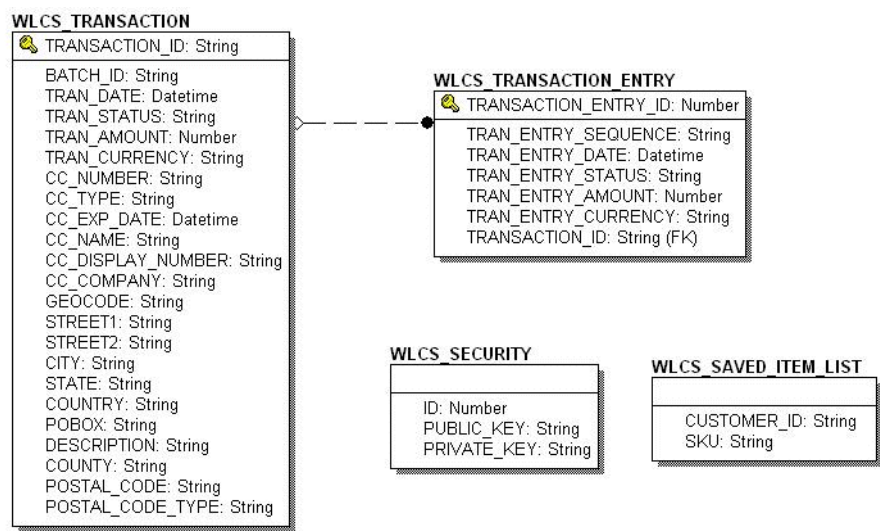 WLCS_TRANSACTION
TRANSACTION_ID: String
BATCH_ID: String
TRAN_DATE: Datetime
TRAN_STATUS: String
TRAN_AMOUNT: Number
TRAN_CURRENCY: String
CC_NUMBER: String
CC_TYPE: String
CC_EXP_DATE: Datetime
CC_NAME: String
CC_DISPLAY_NUMBER: String
CC_COMPANY: String
GEOCODE: String
STREET1: String
STREET2: String
CITY: String
STATE: String
COUNTRY: String
POBOX: String
DESCRIPTION: String
COUNTY: String
POSTAL_CODE: String
POSTAL_CODE_TYPE: String
WLCS_TRANSACTION_ENTRY
TRANSACTION_ENTRY_ID: Number
TRAN_ENTRY_SEQUENCE: String
TRAN_ENTRY_DATE: Datetime
TRAN_ENTRY_STATUS: String
TRAN_ENTRY_AMOUNT: Number
TRAN_ENTRY_CURRENCY: String
TRANSACTION_ID: String (FK)
WLCS_SECURITY
ID: Number
PUBLIC_KEY: String
PRIVATE_KEY: String
WLCS_SAVED_ITEM_LIST
CUSTOMER_ID: String
SKU: String